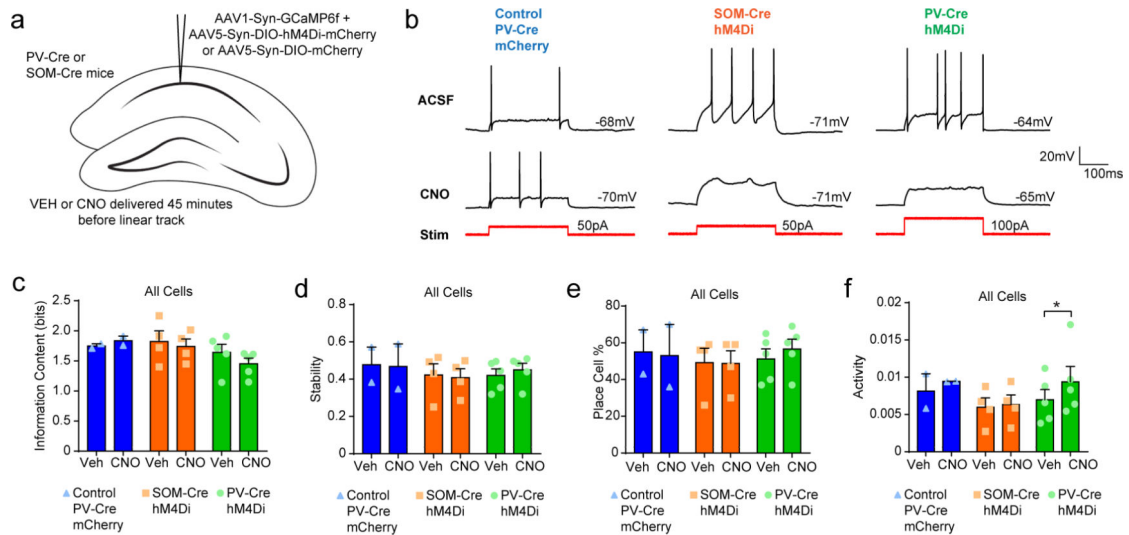 a
AAV1-Syn-GCaMP6f +
AAV5-Syn-DIO-hM4Di-mCherry
or AAV5-Syn-DIO-mCherry
PV-Cre or
SOM-Cre mice
VEH or CNO delivered 45 minutes
before linear track
b
Control
PV-Cre
mCherry
SOM-Cre
hM4Di
PV-Cre
hM4Di
ACSF
-68mV
-71mV
-64mV
20mV
100ms
CNO
-70mV
-71mV
-65mV
Stim
50pA
50pA
100pA
c
All Cells
Information Content (bits)
2.5
2.0
1.5
1.0
0.5
0.0
Veh CNO Veh CNO Veh CNO
Control
PV-Cre
mCherry
SOM-Cre
hM4Di
PV-Cre
hM4Di
d
All Cells
Stability
0.8
0.6
0.4
0.2
0.0
Veh CNO Veh CNO Veh CNO
Control
PV-Cre
mCherry
SOM-Cre
hM4Di
PV-Cre
hM4Di
e
All Cells
Place Cell %
80
60
40
20
0
Veh CNO Veh CNO Veh CNO
Control
PV-Cre
mCherry
SOM-Cre
hM4Di
PV-Cre
hM4Di
f
All Cells
Activity
0.02
0.015
0.01
0.005
0
*
Veh CNO Veh CNO Veh CNO
Control
PV-Cre
mCherry
SOM-Cre
hM4Di
PV-Cre
hM4Di